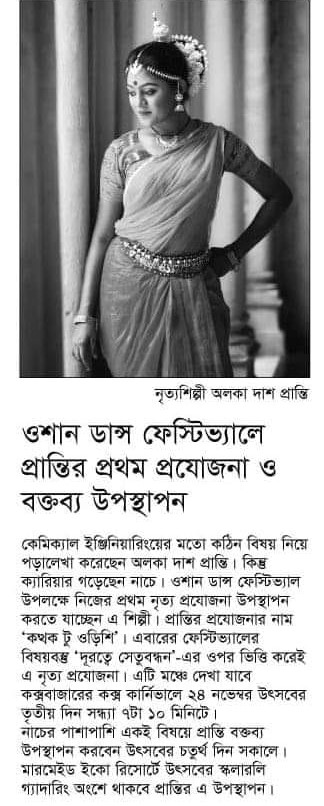 নৃত্যশিল্পী অলকা দাশ প্রান্তি
ওশান ডান্স ফেস্টিভ্যালে
প্রান্তির প্রথম প্রযোজনা ও
বক্তব্য উপস্থাপন
কেমিক্যাল ইঞ্জিনিয়ারিংয়ের মতো কঠিন বিষয় নিয়ে
পড়ালেখা করেছেন অলকা দাশ প্রান্তি। কিন্তু
ক্যারিয়ার গড়েছেন নাচে। ওশান ডান্স ফেস্টিভ্যাল
উপলক্ষে নিজের প্রথম নৃত্য প্রযোজনা উপস্থাপন
করতে যাচ্ছেন এ শিল্পী। প্রান্তির প্রযোজনার নাম
‘কত্থক টু ওড়িশি’। এবারের ফেস্টিভ্যালের
বিষয়বস্তু ‘দূরত্বে সেতুবন্ধন’-এর ওপর ভিত্তি করেই
এ নৃত্য প্রযোজনা। এটি মঞ্চে দেখা যাবে
কক্সবাজারের কক্স কার্নিভালে ২৪ নভেম্বর উৎসবের
তৃতীয় দিন সন্ধ্যা ৭টা ১০ মিনিটে।
নাচের পাশাপাশি একই বিষয়ে প্রান্তি বক্তব্য
উপস্থাপন করবেন উৎসবের চতুর্থ দিন সকালে।
মারমেইড ইকো রিসোর্টে উৎসবের স্কলারলি
গ্যাদারিং অংশে থাকবে প্রান্তির এ উপস্থাপন।